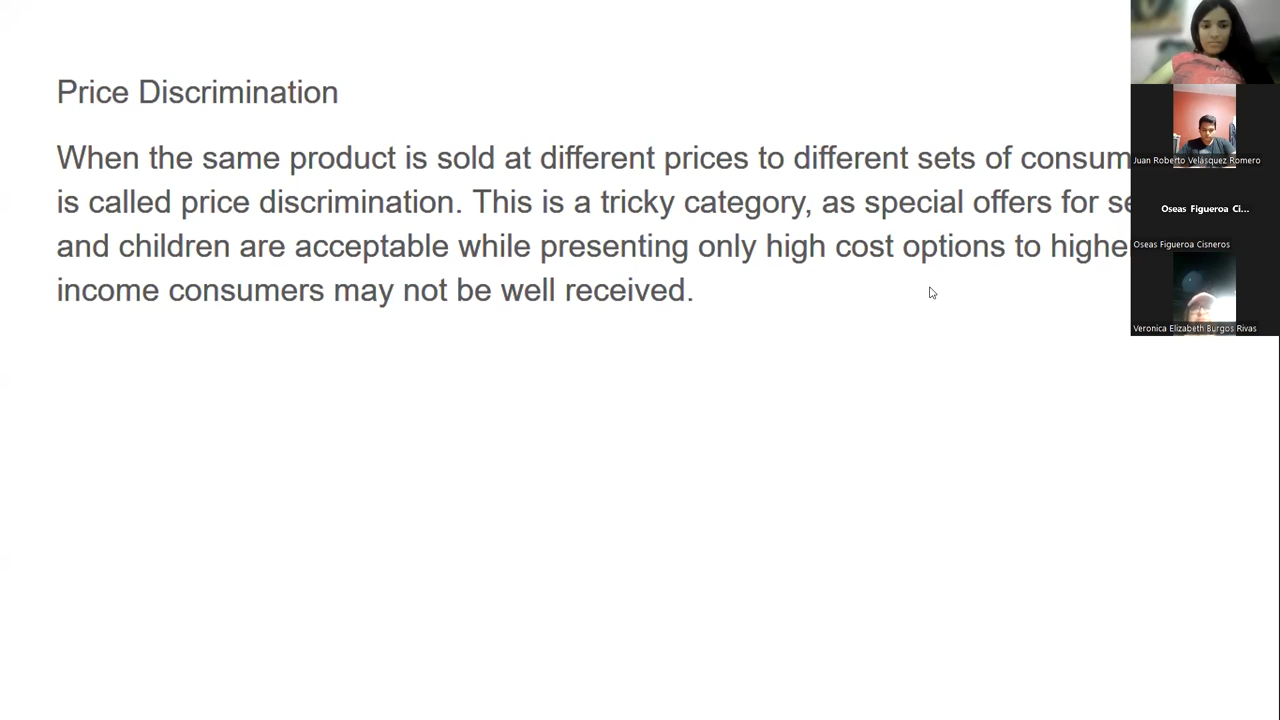 Price Discrimination
When the same product is sold at different prices to different sets of consum
is called price discrimination. This is a tricky category, as special offers for se
and children are acceptable while presenting only high cost options to highe
income consumers may not be well received.
Juan Roberto Velásquez Romero
Oseas Figueroa Ci...
Oseas Figueroa Cisneros
Veronica Elizabeth Burgos Rivas